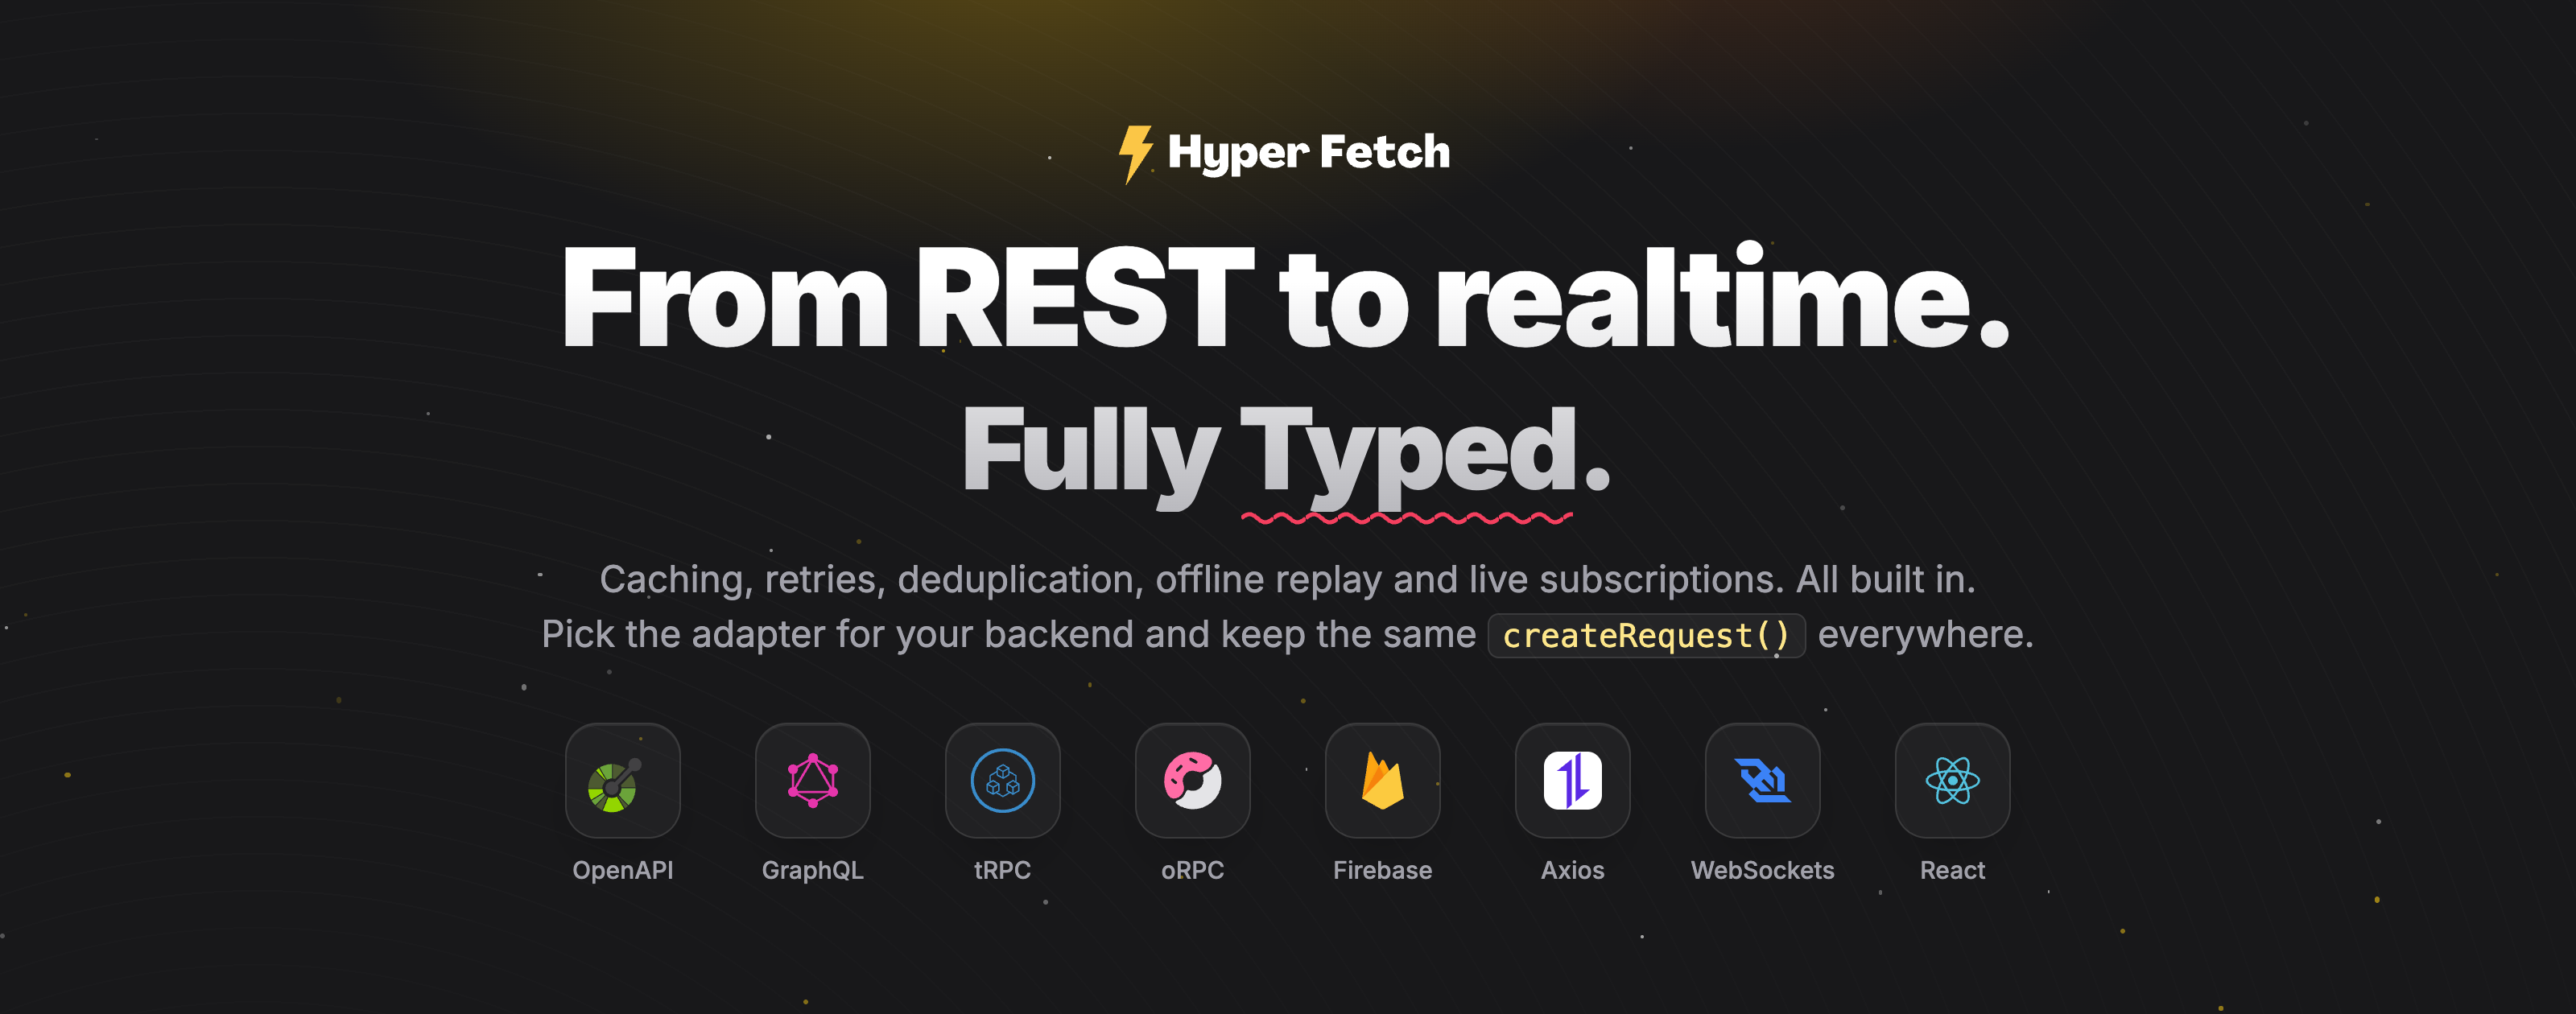 Hyper Fetch
From REST to realtime.
Fully Typed.
Caching, retries, deduplication, offline replay and live subscriptions. All built in.
Pick the adapter for your backend and keep the same createRequest() everywhere.
OpenAPI GraphQL tRPC oRPC Firebase Axios WebSockets React